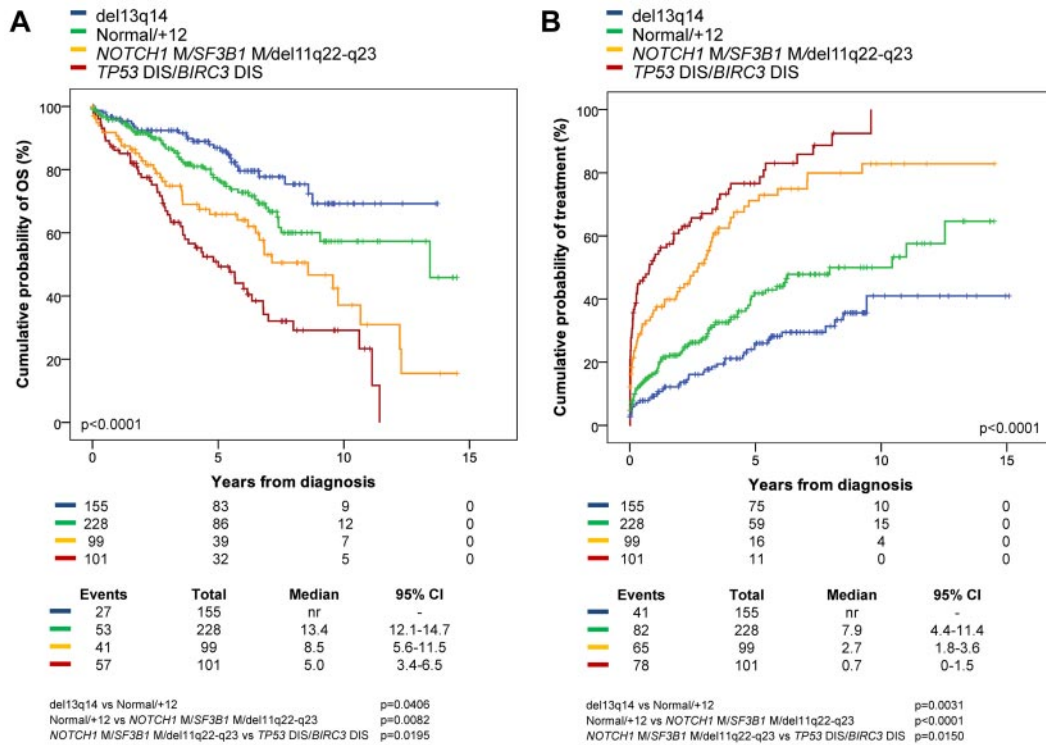 A
del13q14
Normal/+12
NOTCH1 M/SF3B1 M/del11q22-q23
TP53 DIS/BIRC3 DIS
Cumulative probability of OS (%)
100
80
60
40
20
0
p<0.0001
0 5 10 15
Years from diagnosis
155 83 9 0
228 86 12 0
99 39 7 0
101 32 5 0
Events Total Median 95% CI
27 155 nr -
53 228 13.4 12.1-14.7
41 99 8.5 5.6-11.5
57 101 5.0 3.4-6.5
del13q14 vs Normal/+12 p=0.0406
Normal/+12 vs NOTCH1 M/SF3B1 M/del11q22-q23 p=0.0082
NOTCH1 M/SF3B1 M/del11q22-q23 vs TP53 DIS/BIRC3 DIS p=0.0195
B
del13q14
Normal/+12
NOTCH1 M/SF3B1 M/del11q22-q23
TP53 DIS/BIRC3 DIS
Cumulative probability of treatment (%)
100
80
60
40
20
0
p<0.0001
0 5 10 15
Years from diagnosis
155 75 10 0
228 59 15 0
99 16 4 0
101 11 0 0
Events Total Median 95% CI
41 155 nr -
82 228 7.9 4.4-11.4
65 99 2.7 1.8-3.6
78 101 0.7 0-1.5
del13q14 vs Normal/+12 p=0.0031
Normal/+12 vs NOTCH1 M/SF3B1 M/del11q22-q23 p<0.0001
NOTCH1 M/SF3B1 M/del11q22-q23 vs TP53 DIS/BIRC3 DIS p=0.0150